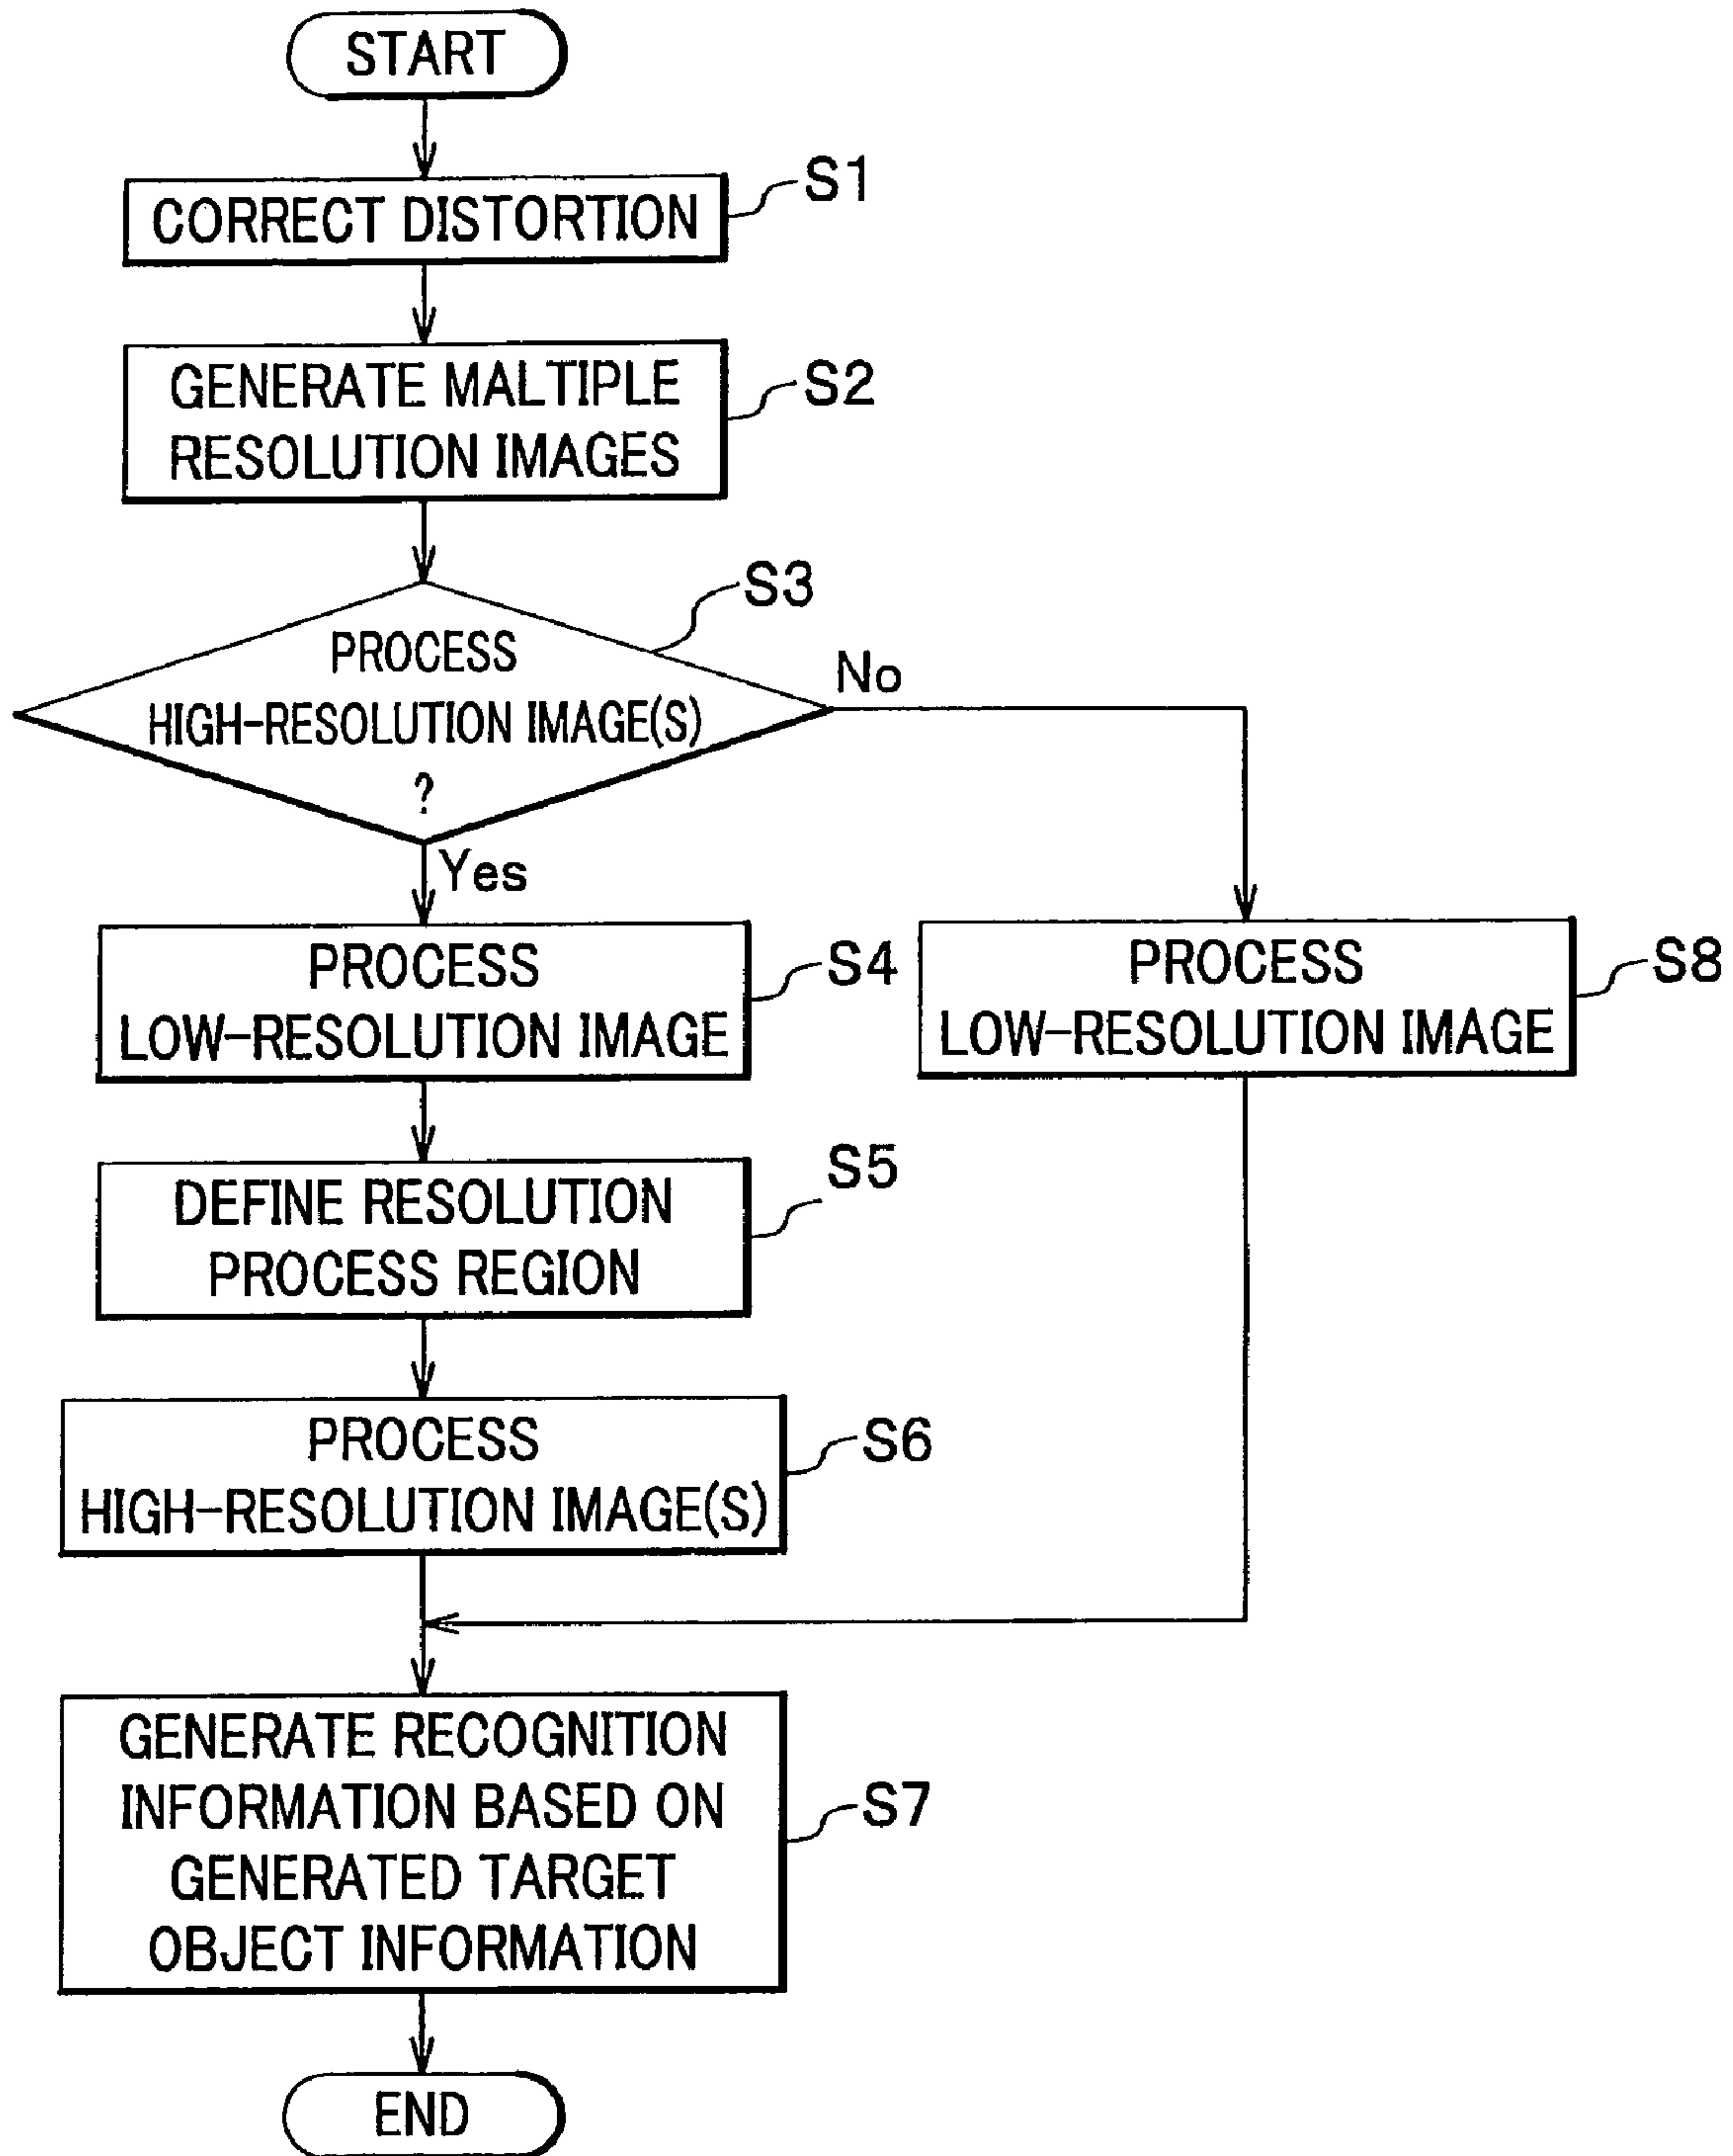 START
CORRECT DISTORTION
S1
GENERATE MALTIPLE
RESOLUTION IMAGES
S2
PROCESS
HIGH-RESOLUTION IMAGE(S)
?
S3
No
Yes
PROCESS
LOW-RESOLUTION IMAGE
S4
PROCESS
LOW-RESOLUTION IMAGE
S8
DEFINE RESOLUTION
PROCESS REGION
S5
PROCESS
HIGH-RESOLUTION IMAGE(S)
S6
GENERATE RECOGNITION
INFORMATION BASED ON
GENERATED TARGET
OBJECT INFORMATION
S7
END